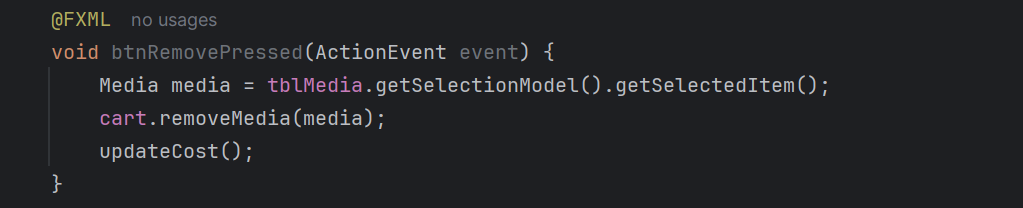 @FXML no usages
void btnRemovePressed(ActionEvent event) {
    Media media = tblMedia.getSelectionModel().getSelectedItem();
    cart.removeMedia(media);
    updateCost();
}